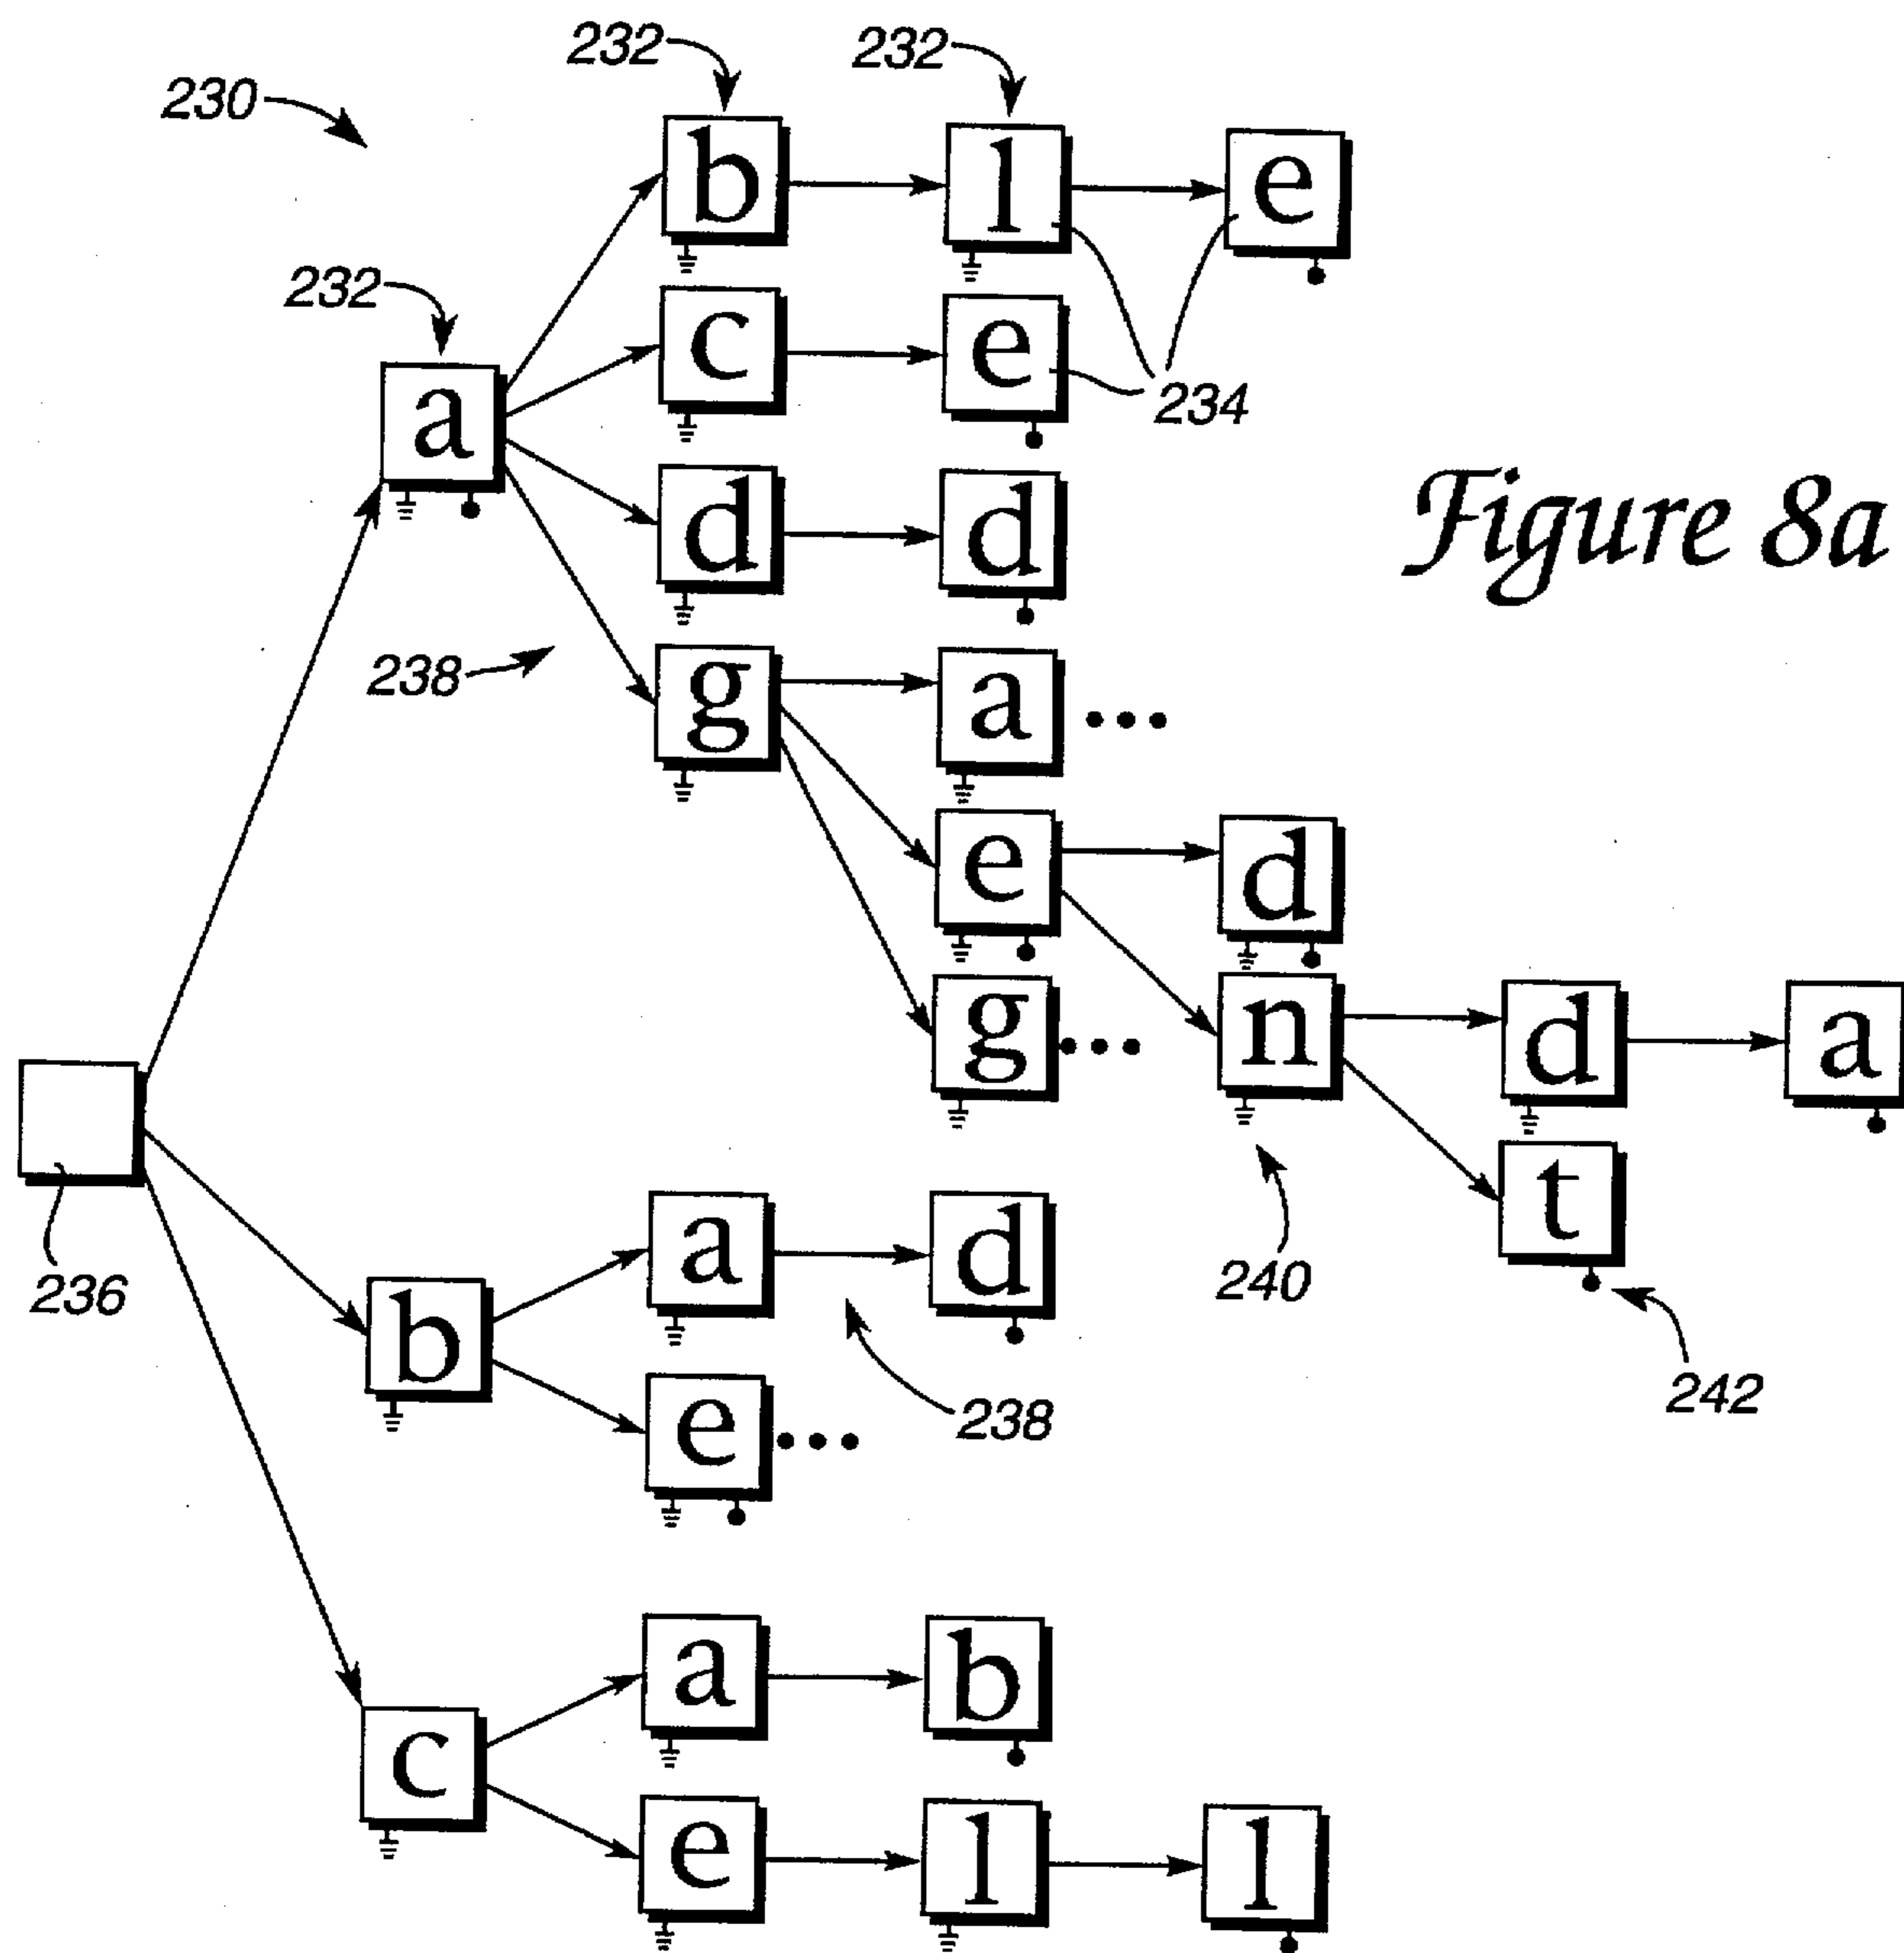 232 232
230
b l e
232
c e
a
234
d d
Figure 8a
238
g a ...
e d
g ... n d a
t
236
a d
240
b
242
e ...
238
a b
c
e l l